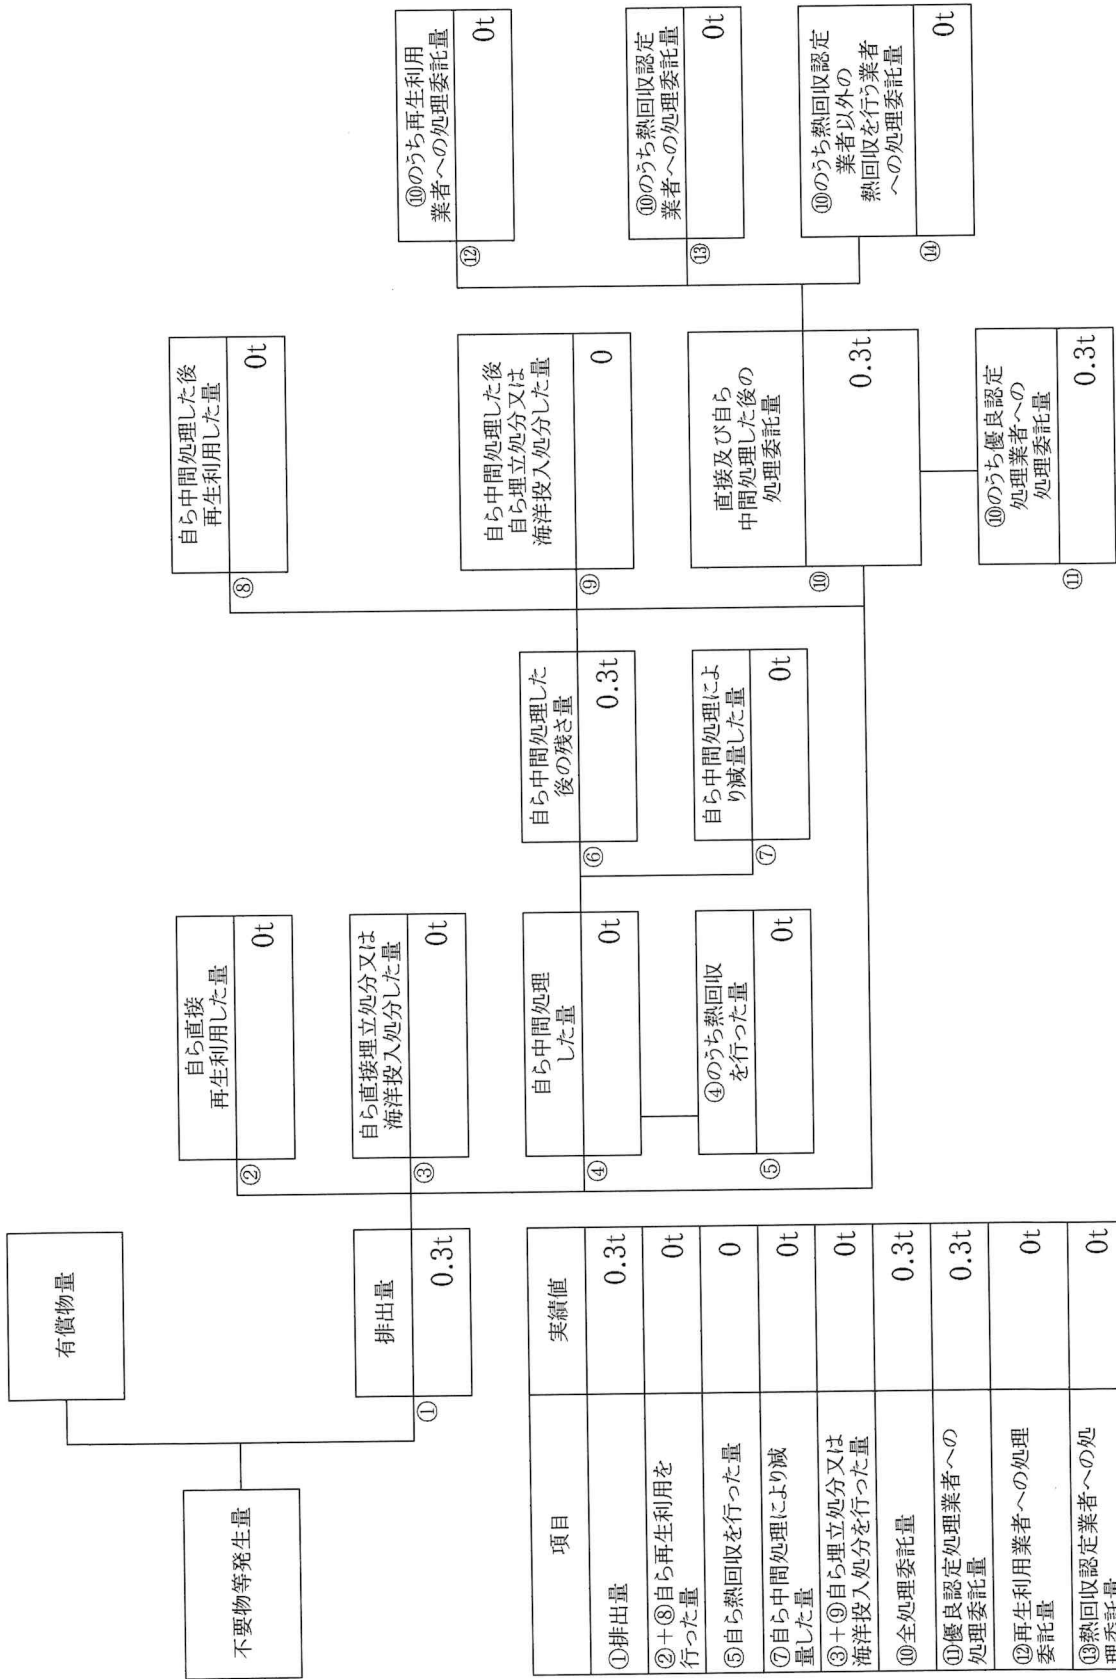 有償物量
不要物等発生量
排出量
①
0.3t
自ら直接
再生利用した量
②
0t
自ら直接埋立処分又は
海洋投入処分した量
③
0t
自ら中間処理
した量
④
0t
④のうち熱回収
を行った量
⑤
0t
自ら中間処理した
後の残さ量
⑥
0.3t
自ら中間処理によ
り減量した量
⑦
0t
自ら中間処理した後
再生利用した量
⑧
0t
自ら中間処理した後
自ら埋立処分又は
海洋投入処分した量
⑨
0
直接及び自ら
中間処理した後の
処理委託量
⑩
0.3t
⑩のうち優良認定
処理業者への
処理委託量
⑪
0.3t
⑩のうち再生利用
業者への処理委託量
⑫
0t
⑩のうち熱回収認定
業者への処理委託量
⑬
0t
⑩のうち熱回収認定
業者以外の
熱回収を行う業者
への処理委託量
⑭
0t
項目 実績値
①排出量 0.3t
②+⑧自ら再生利用を
行った量 0t
⑤自ら熱回収を行った量 0
⑦自ら中間処理により減
量した量 0t
③+⑨自ら埋立処分又は
海洋投入処分を行った量 0t
⑩全処理委託量 0.3t
⑪優良認定処理業者への
処理委託量 0.3t
⑫再生利用業者への処理
委託量 0t
⑬熱回収認定業者への処
理委託量 0t